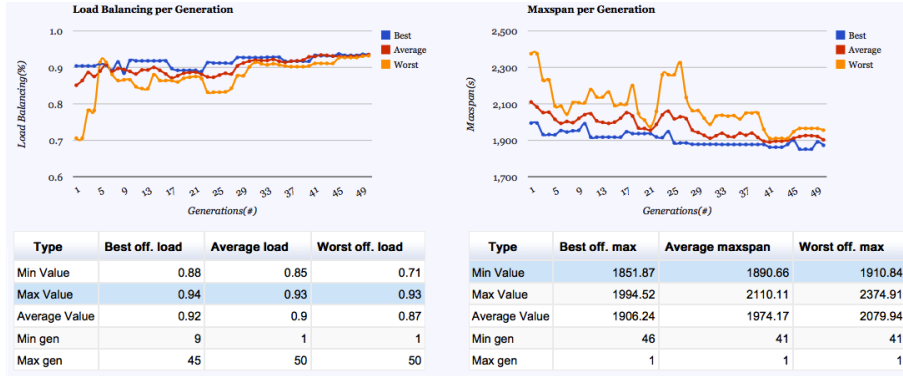 Load Balancing per Generation
1.0
0.9
0.8
0.7
0.6
Load Balancing(%)
1 5 9 13 17 21 25 29 33 37 41 45 49
Generations(#)
Best
Average
Worst
Type Best off. load Average load Worst off. load
Min Value 0.88 0.85 0.71
Max Value 0.94 0.93 0.93
Average Value 0.92 0.9 0.87
Min gen 9 1 1
Max gen 45 50 50
Maxspan per Generation
2,500
2,300
2,100
1,900
1,700
Maxspan(s)
1 5 9 13 17 21 25 29 33 37 41 45 49
Generations(#)
Best
Average
Worst
Type Best off. max Average maxspan Worst off. max
Min Value 1851.87 1890.66 1910.84
Max Value 1994.52 2110.11 2374.91
Average Value 1906.24 1974.17 2079.94
Min gen 46 41 41
Max gen 1 1 1